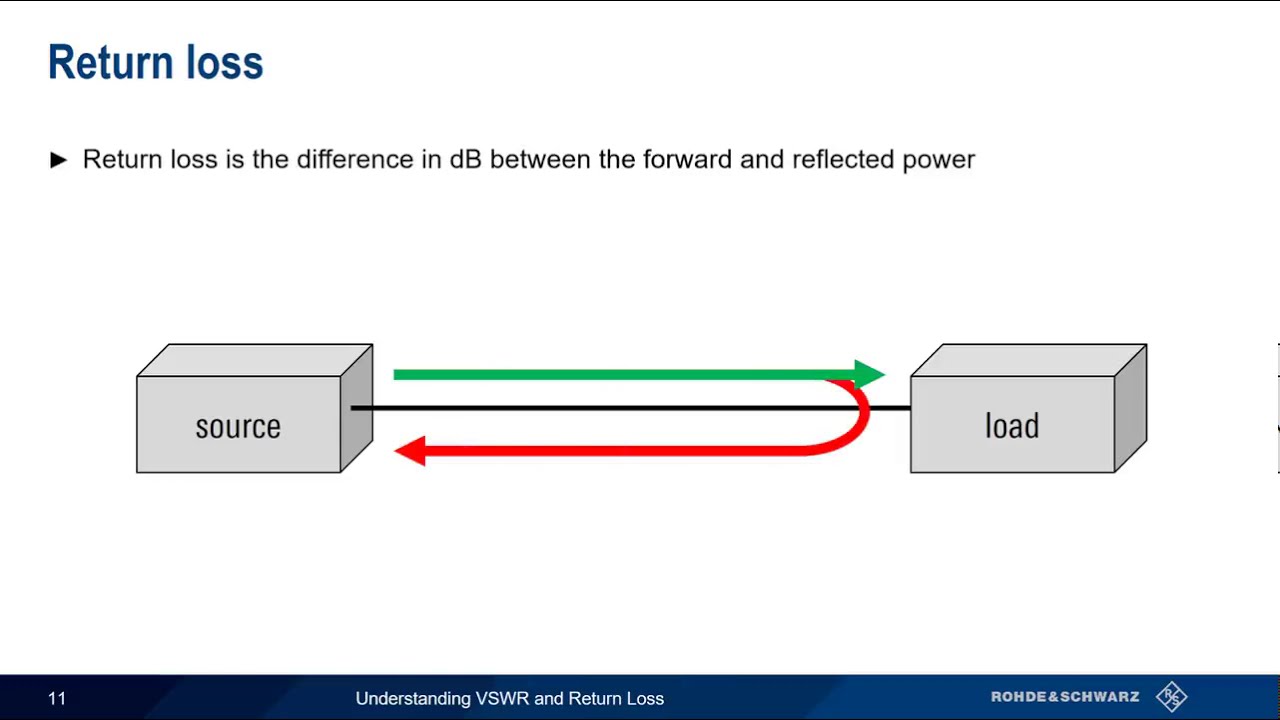 Return loss
► Return loss is the difference in dB between the forward and reflected power
source
load
11
Understanding VSWR and Return Loss
ROHDE&SCHWARZ
R&S